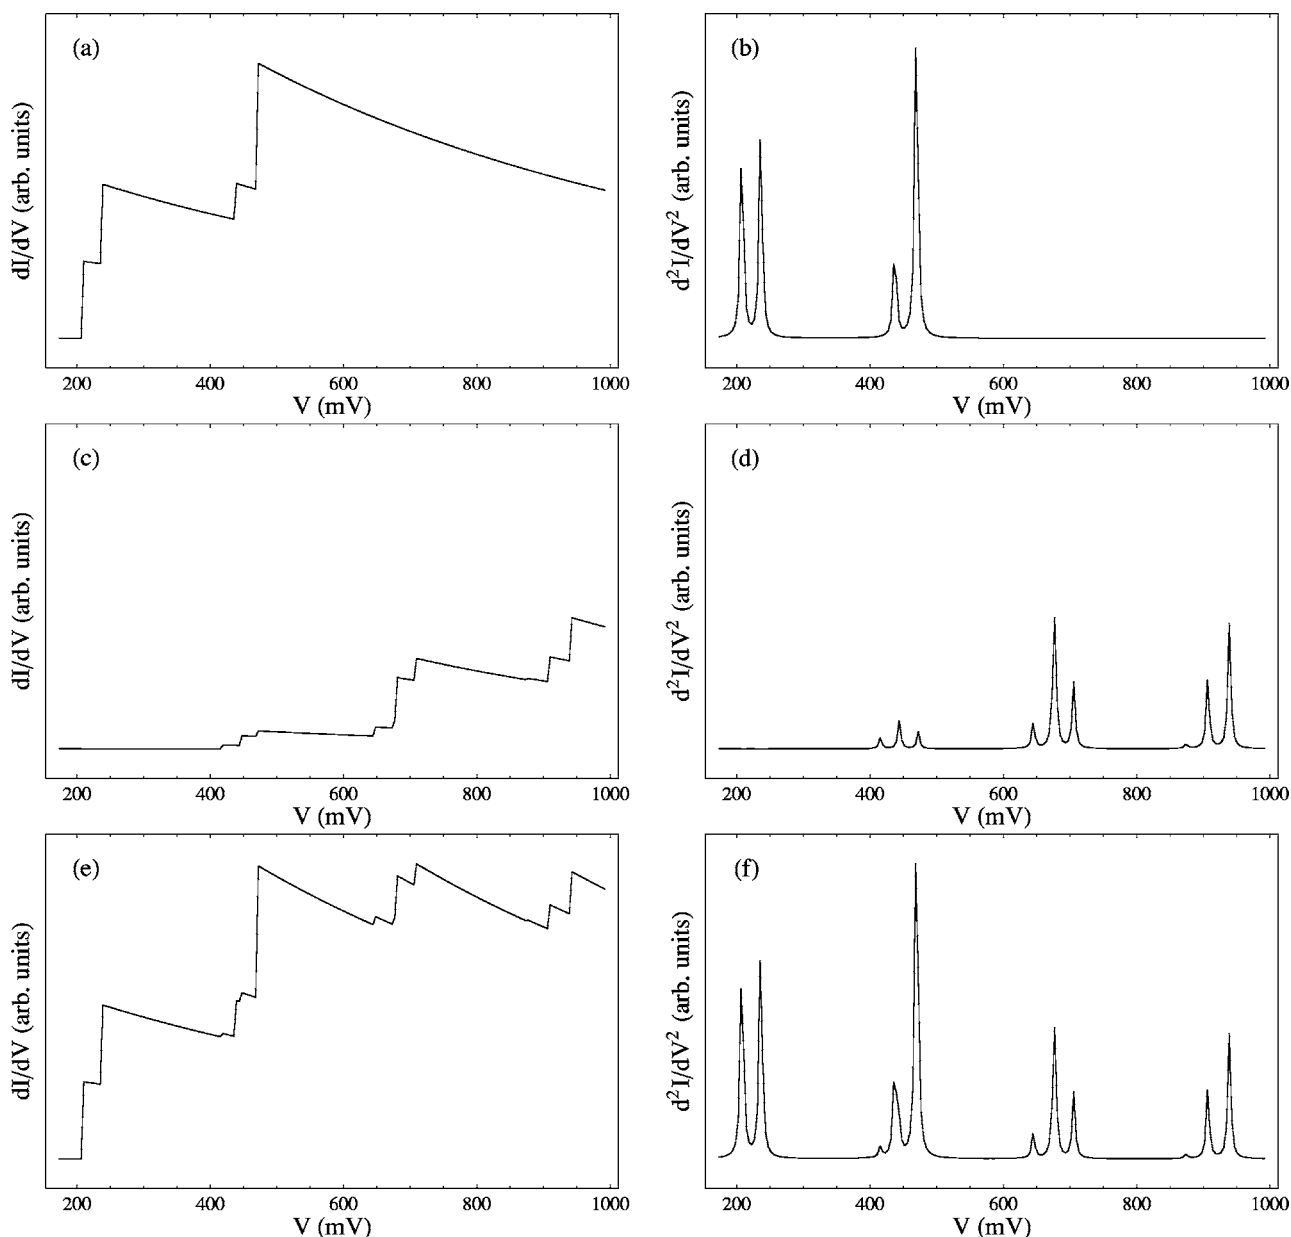 (a)
dI/dV (arb. units)
200 400 600 800 1000
V (mV)
(b)
d²I/dV² (arb. units)
200 400 600 800 1000
V (mV)
(c)
dI/dV (arb. units)
200 400 600 800 1000
V (mV)
(d)
d²I/dV² (arb. units)
200 400 600 800 1000
V (mV)
(e)
dI/dV (arb. units)
200 400 600 800 1000
V (mV)
(f)
d²I/dV² (arb. units)
200 400 600 800 1000
V (mV)